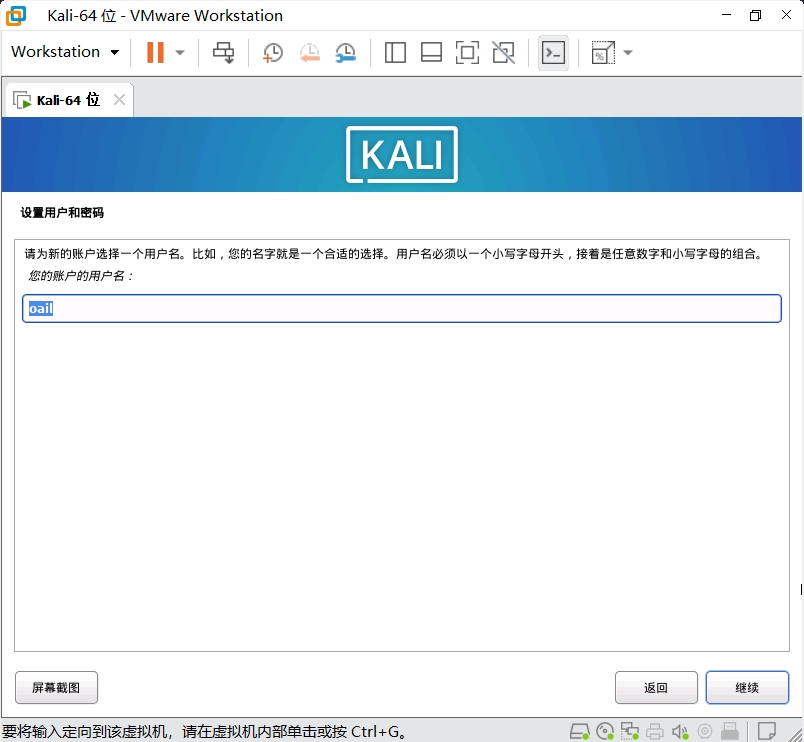 Kali-64 位 - VMware Workstation
Workstation
Kali-64 位
KALI
设置用户和密码
请为新的账户选择一个用户名。比如，您的名字就是一个合适的选择。用户名必须以一个小写字母开头，接着是任意数字和小写字母的组合。
您的账户的用户名：
oail
屏幕截图
返回
继续
要将输入定向到该虚拟机，请在虚拟机内部单击或按 Ctrl+G。